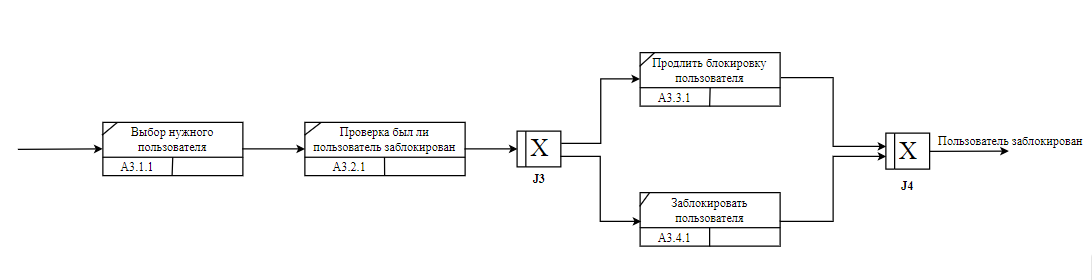 Выбор нужного
пользователя
А3.1.1
Проверка был ли
пользователь заблокирован
А3.2.1
X
J3
Продлить блокировку
пользователя
А3.3.1
Заблокировать
пользователя
А3.4.1
X
J4
Пользователь заблокирован